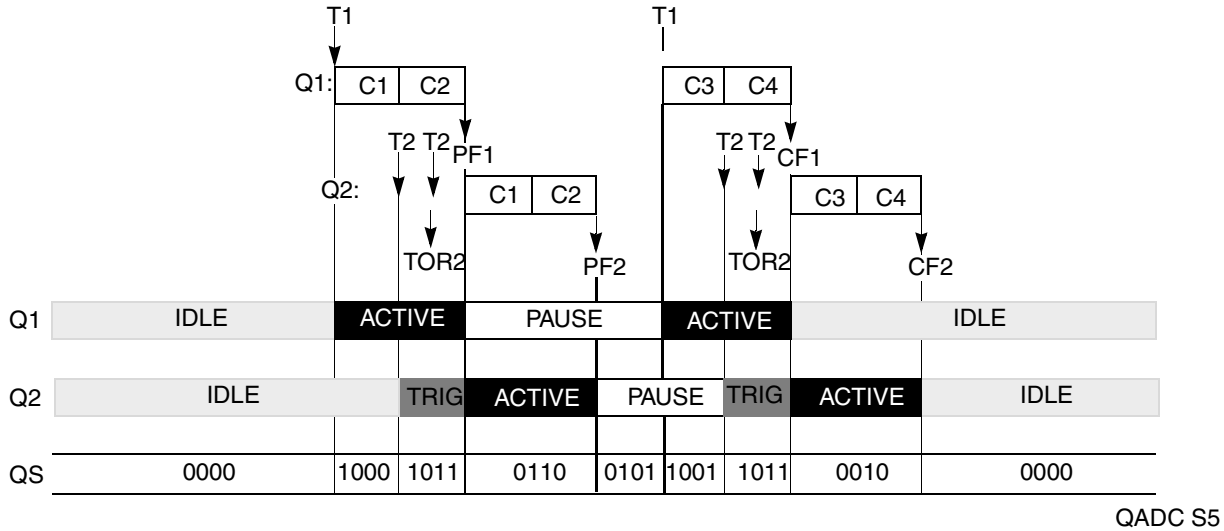 T1 T1
Q1: C1 C2 C3 C4
T2 T2 PF1 T2 T2 CF1
Q2: C1 C2 C3 C4
TOR2 PF2 TOR2 CF2
Q1 IDLE ACTIVE PAUSE ACTIVE IDLE
Q2 IDLE TRIG ACTIVE PAUSE TRIG ACTIVE IDLE
QS 0000 1000 1011 0110 0101 1001 1011 0010 0000
QADC S5